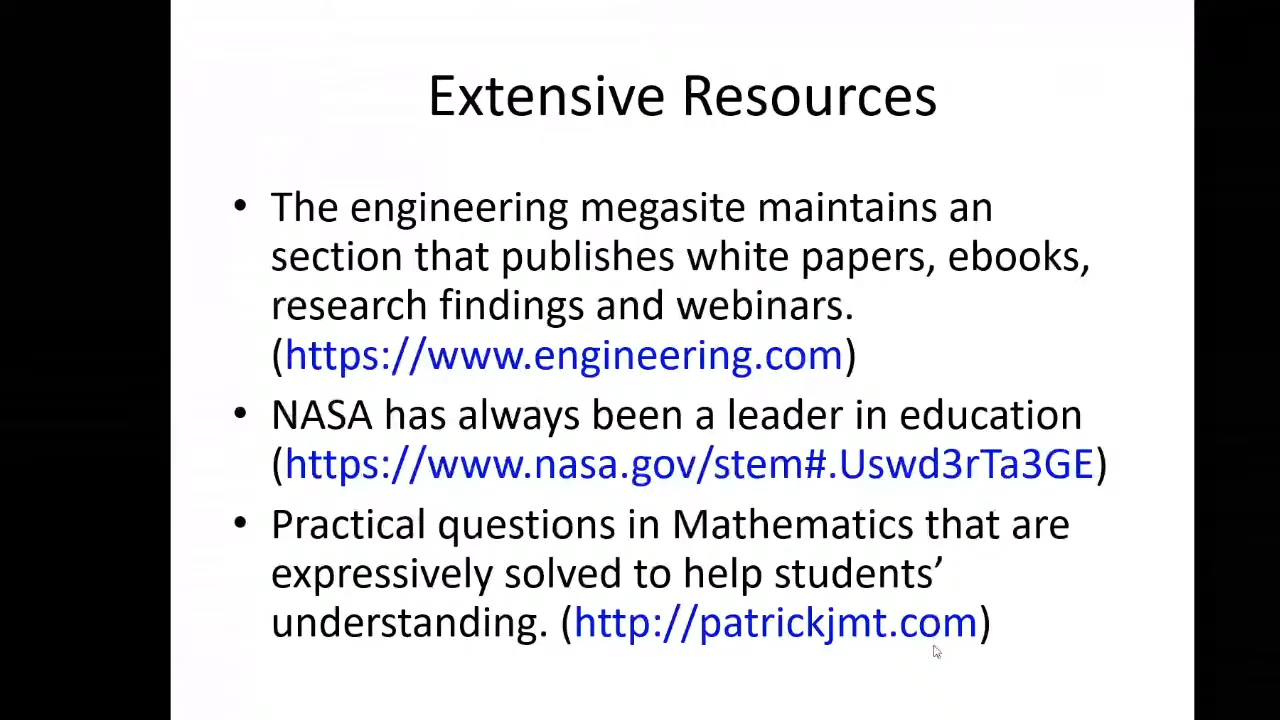 Extensive Resources
• The engineering megasite maintains an
section that publishes white papers, ebooks,
research findings and webinars.
(https://www.engineering.com)
• NASA has always been a leader in education
(https://www.nasa.gov/stem#.Uswd3rTa3GE)
• Practical questions in Mathematics that are
expressively solved to help students’
understanding. (http://patrickjmt.com)